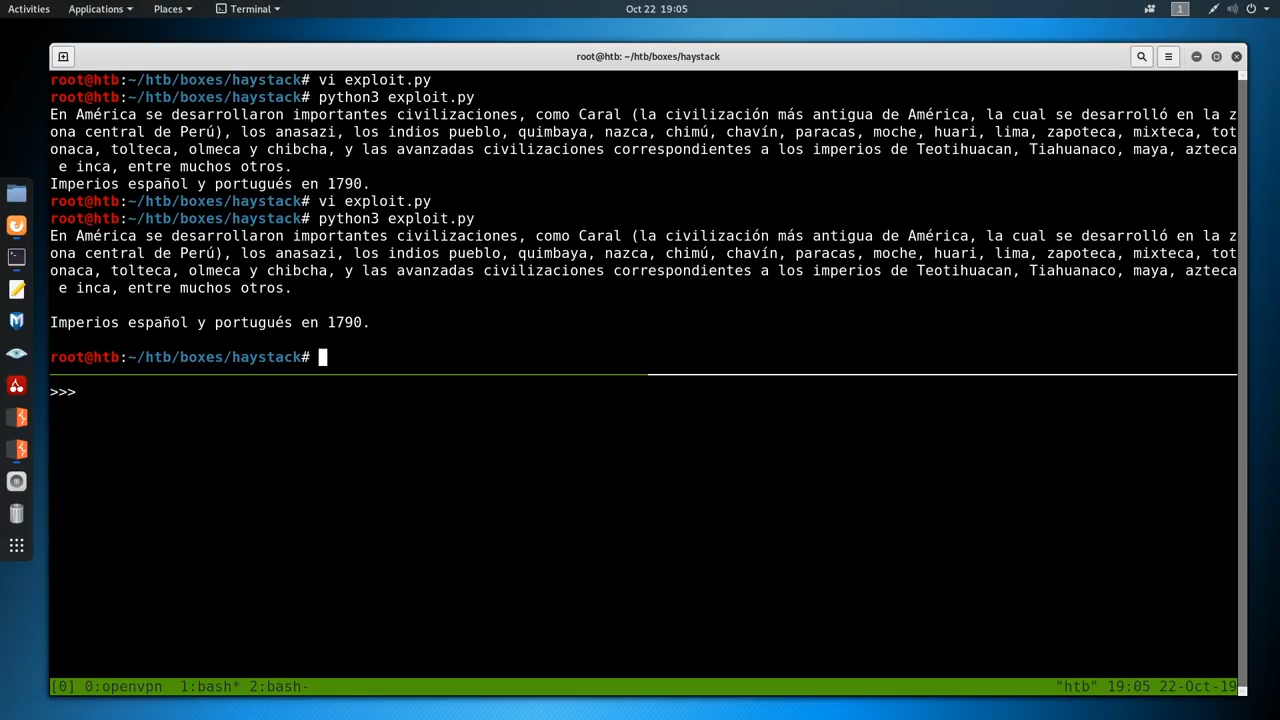 Activities Applications Places Terminal Oct 22 19:05 1
root@htb: ~/htb/boxes/haystack
root@htb:~/htb/boxes/haystack# vi exploit.py
root@htb:~/htb/boxes/haystack# python3 exploit.py
En América se desarrollaron importantes civilizaciones, como Caral (la civilización más antigua de América, la cual se desarrolló en la z
ona central de Perú), los anasazi, los indios pueblo, quimbaya, nazca, chimú, chavín, paracas, moche, huari, lima, zapoteca, mixteca, tot
onaca, tolteca, olmeca y chibcha, y las avanzadas civilizaciones correspondientes a los imperios de Teotihuacan, Tiahuanaco, maya, azteca
e inca, entre muchos otros.
Imperios español y portugués en 1790.
root@htb:~/htb/boxes/haystack# vi exploit.py
root@htb:~/htb/boxes/haystack# python3 exploit.py
En América se desarrollaron importantes civilizaciones, como Caral (la civilización más antigua de América, la cual se desarrolló en la z
ona central de Perú), los anasazi, los indios pueblo, quimbaya, nazca, chimú, chavín, paracas, moche, huari, lima, zapoteca, mixteca, tot
onaca, tolteca, olmeca y chibcha, y las avanzadas civilizaciones correspondientes a los imperios de Teotihuacan, Tiahuanaco, maya, azteca
e inca, entre muchos otros.
Imperios español y portugués en 1790.
root@htb:~/htb/boxes/haystack#
>>>
[0] 0:openvpn 1:bash* 2:bash- "htb" 19:05 22-Oct-19